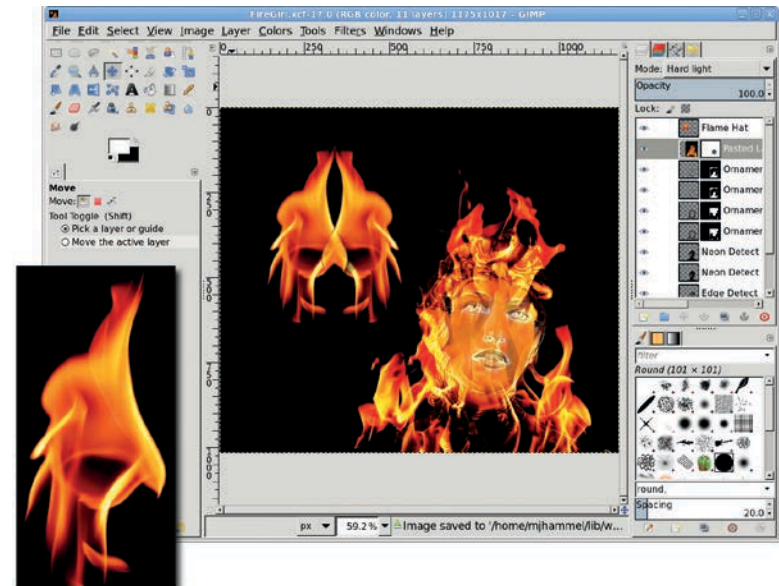 FireGirl.xcf-17.0 (RGB color, 11 layers) 1175x1017 – GIMP
File Edit Select View Image Layer Colors Tools Filters Windows Help
0 250 500 750 1000
Mode: Hard light
Opacity
100.0
Lock:
Flame Hat
Pasted L
Ornamer
Ornamer
Ornamer
Ornamer
Neon Detect
Neon Detect
Edge Detect
Move
Move:
Tool Toggle (Shift)
Pick a layer or guide
Move the active layer
filter
Round (101 × 101)
round,
Spacing
20.0
px 59.2% Image saved to '/home/mjhammel/lib/w...